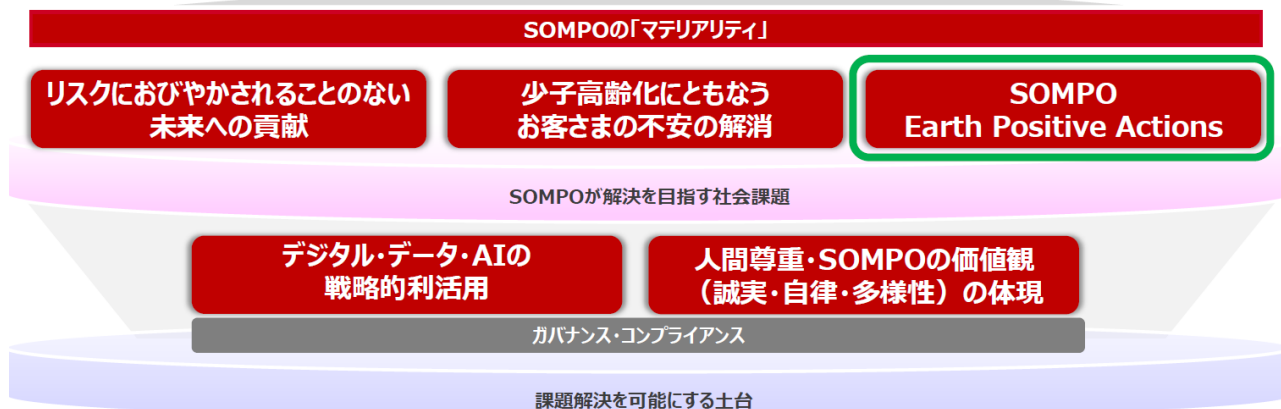 SOMPOの「マテリアリティ」
リスクにおびやかされることのない
未来への貢献
少子高齢化にともなう
お客さまの不安の解消
SOMPO
Earth Positive Actions
SOMPOが解決を目指す社会課題
デジタル・データ・AIの
戦略的利活用
人間尊重・SOMPOの価値観
（誠実・自律・多様性）の体現
ガバナンス・コンプライアンス
課題解決を可能にする土台